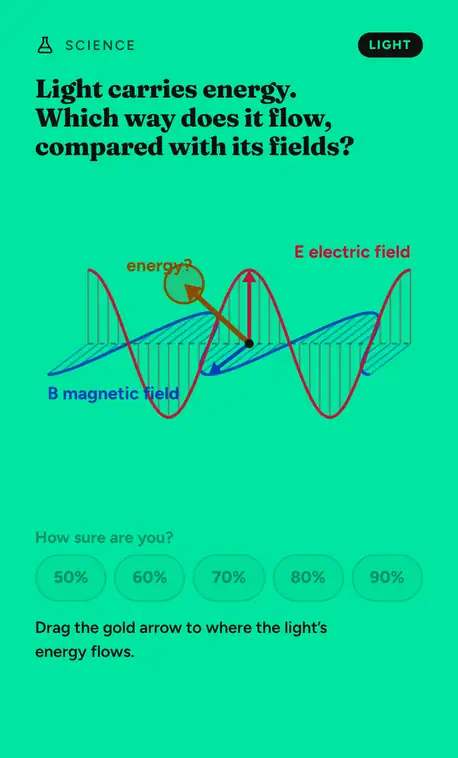 SCIENCE
LIGHT
Light carries energy.
Which way does it flow,
compared with its fields?
E electric field
energy?
B magnetic field
How sure are you?
50%
60%
70%
80%
90%
Drag the gold arrow to where the light's
energy flows.